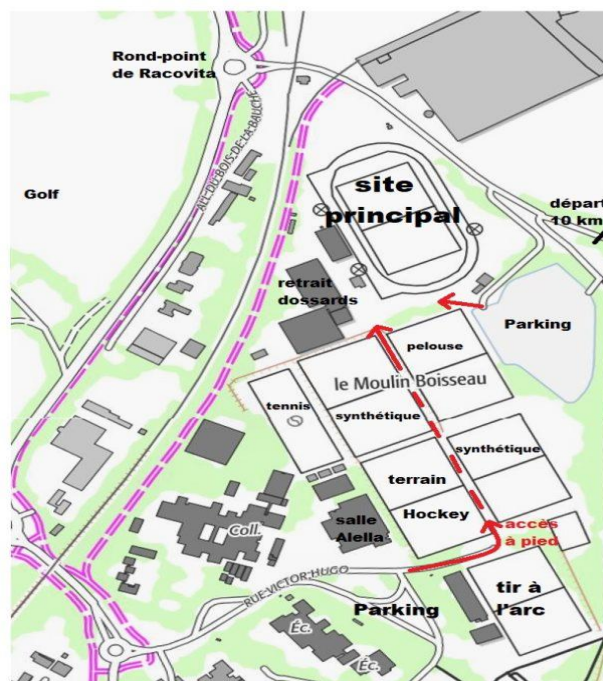 Rond-point
de Racovita
ALL. DU BOIS DE LA BAUCHE
Golf
site
principal
départ
10 km
retrait
dossards
Parking
pelouse
le Moulin Boisseau
tennis
synthétique
synthétique
terrain
Hockey
salle
Alella
Coll.
accès
à pied
RUE VICTOR HUGO
Parking
tir à
l'arc
Éc.
Éc.